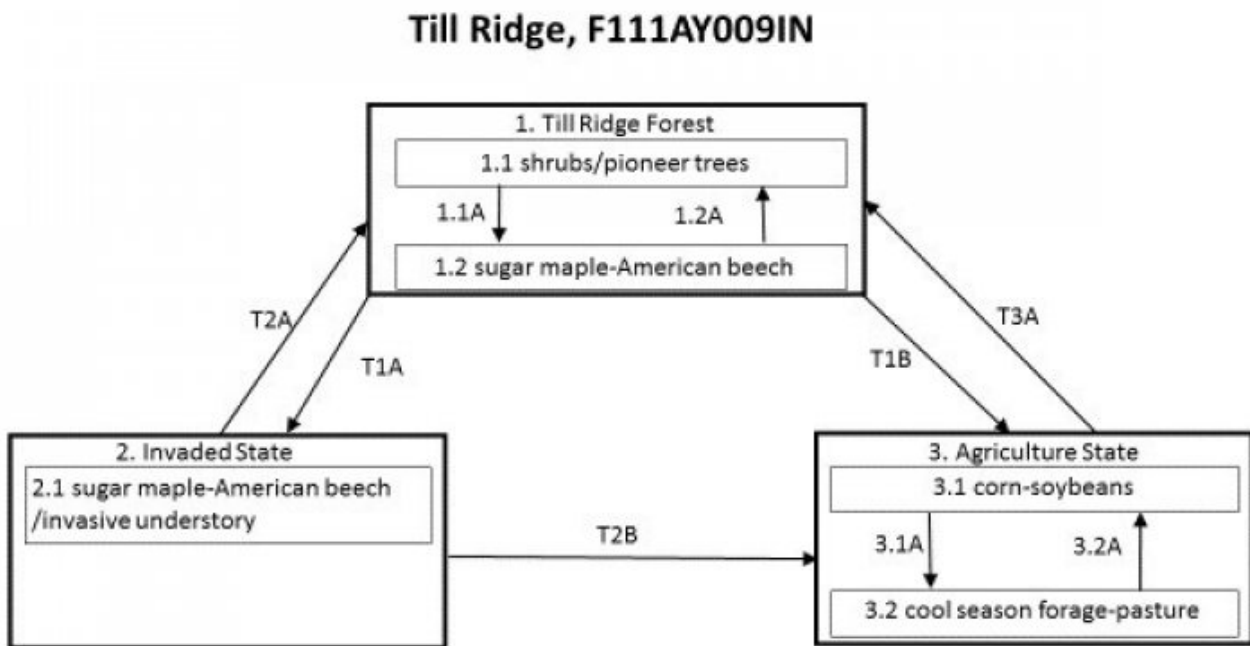 Till Ridge, F111AY009IN
1. Till Ridge Forest
1.1 shrubs/pioneer trees
1.1A
1.2A
1.2 sugar maple-American beech
T2A
T1A
T1B
T3A
2. Invaded State
2.1 sugar maple-American beech
/invasive understory
T2B
3. Agriculture State
3.1 corn-soybeans
3.1A
3.2A
3.2 cool season forage-pasture